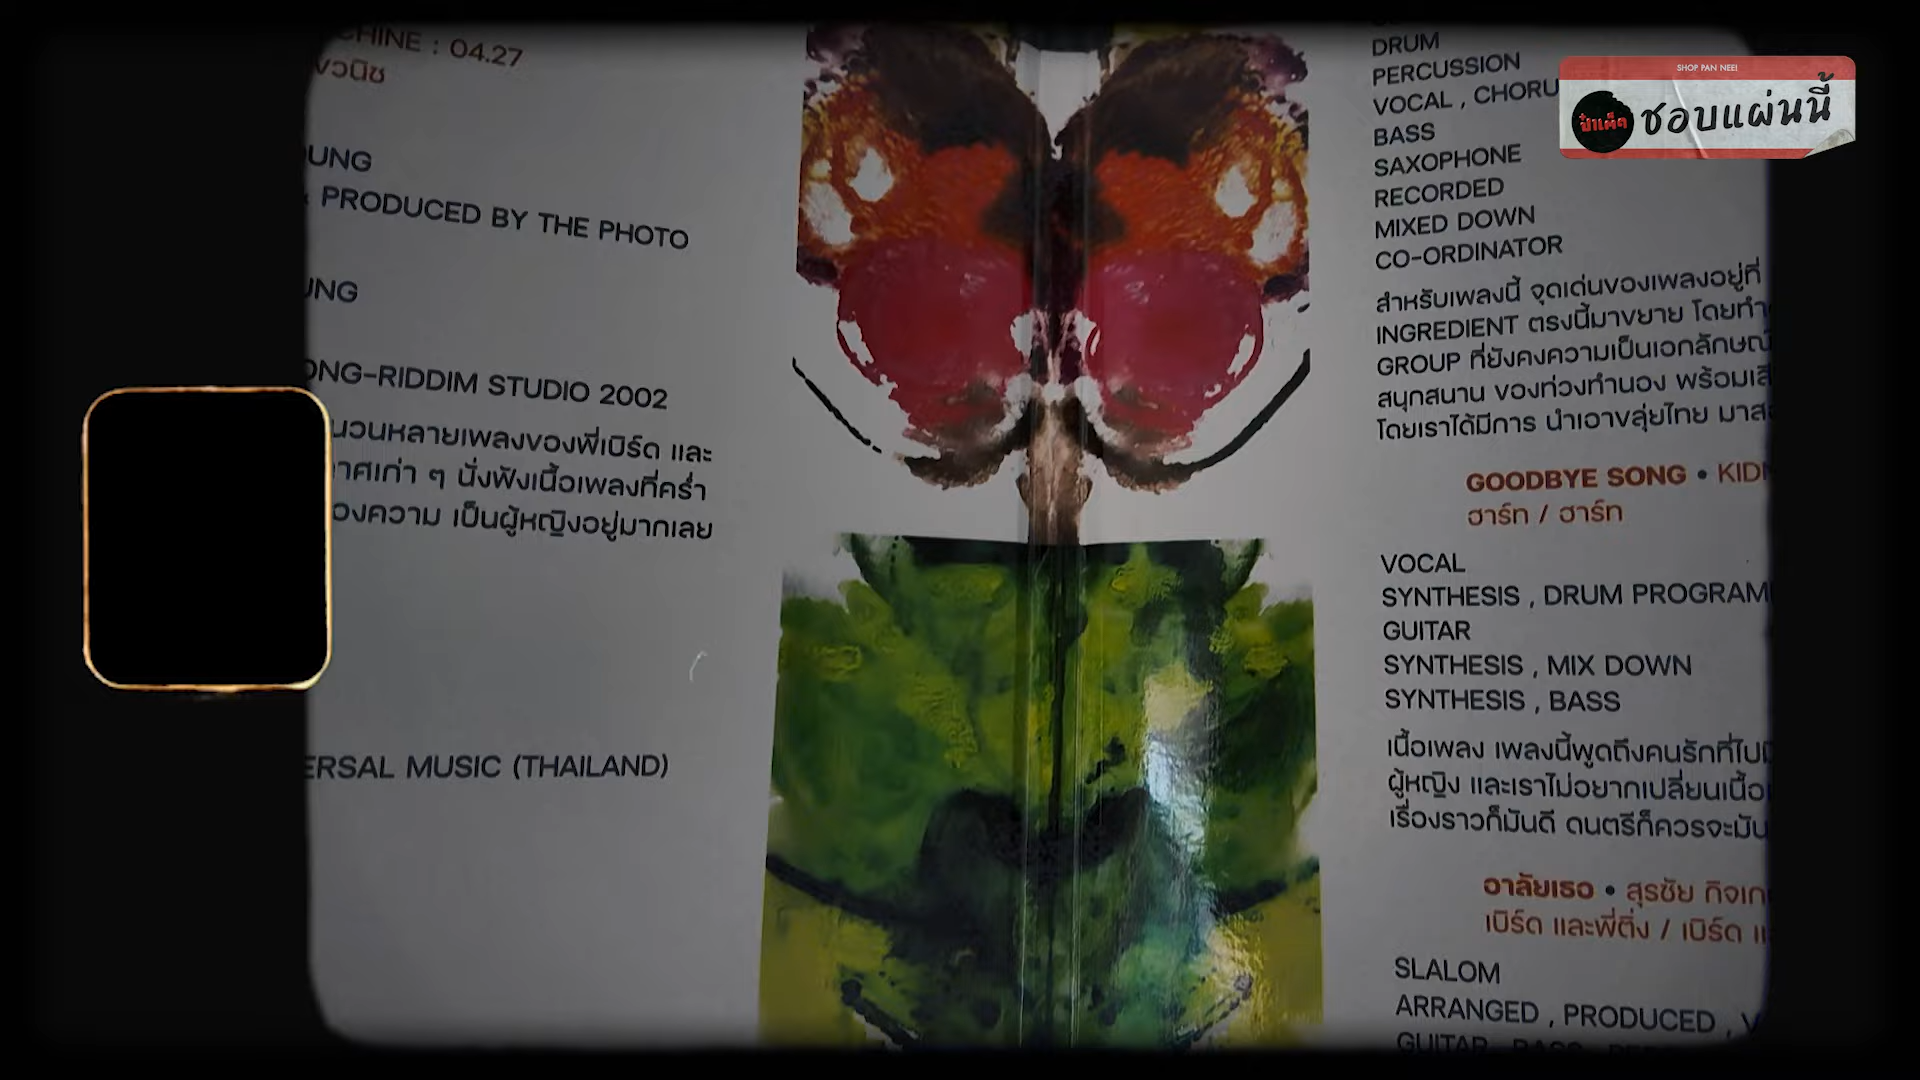 CHINE : 04.27
UNG
PRODUCED BY THE PHOTO
UNG
ONG-RIDDIM STUDIO 2002
นวนหลายเพลงของพี่เบิร์ด และ
าศเก่า ๆ นั่งฟังเนื้อเพลงที่คร่ำ
องความ เป็นผู้หญิงอยู่มากเลย
ERSAL MUSIC (THAILAND)
DRUM
PERCUSSION
VOCAL , CHORU
BASS
SAXOPHONE
RECORDED
MIXED DOWN
CO-ORDINATOR
สำหรับเพลงนี้ จุดเด่นของเพลงอยู่ที่
INGREDIENT ตรงนี้มาขยาย โดยทำ
GROUP ที่ยังคงความเป็นเอกลักษณ์
สนุกสนาน ของท่วงทำนอง พร้อมเสี
โดยเราได้มีการ นำเอาขลุ่ยไทย มาส
GOODBYE SONG • KIDN
ฮาร์ท / ฮาร์ท
VOCAL
SYNTHESIS , DRUM PROGRAM
GUITAR
SYNTHESIS , MIX DOWN
SYNTHESIS , BASS
เนื้อเพลง เพลงนี้พูดถึงคนรักที่ไปมี
ผู้หญิง และเราไม่อยากเปลี่ยนเนื้อ
เรื่องราวก็มันดี ดนตรีก็ควรจะมัน
อาลัยเธอ • สุรชัย กิจเก
เบิร์ด และพี่ติ่ง / เบิร์ด แ
SLALOM
ARRANGED , PRODUCED , V
GUITAR , BASS
SHOP PAN NEE!
ป๋าเต็ด ชอบแผ่นนี้